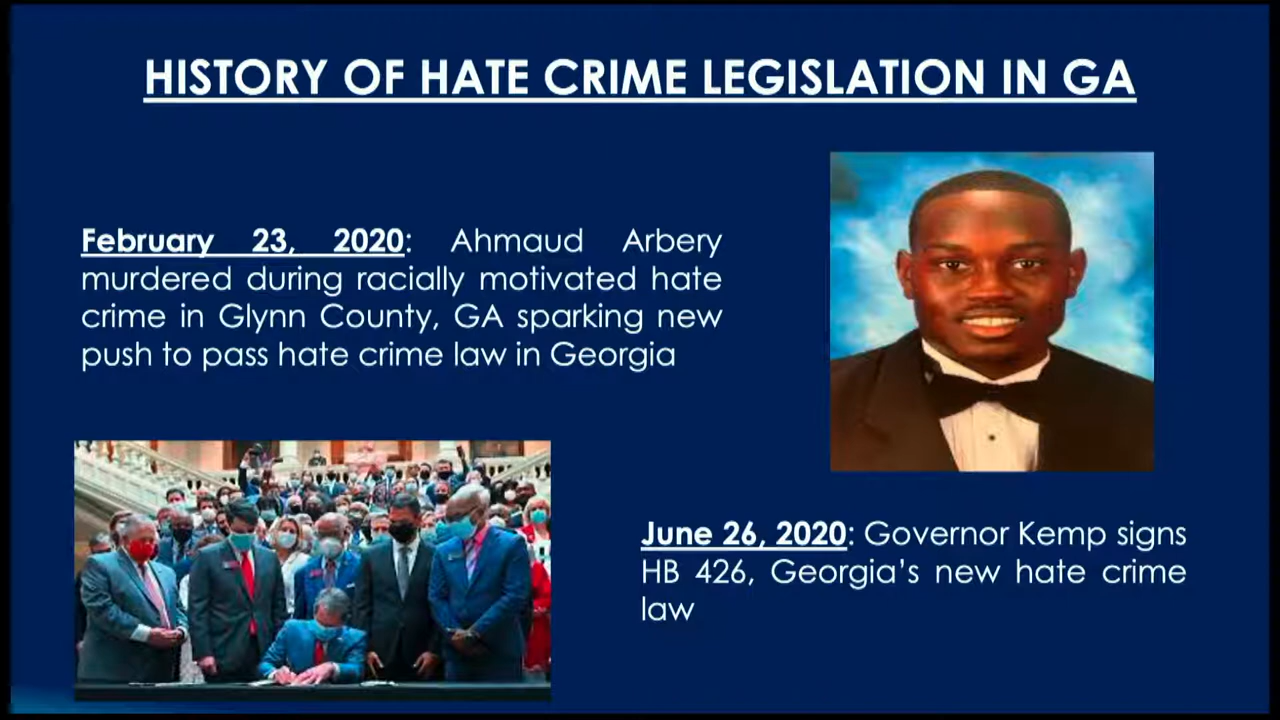 HISTORY OF HATE CRIME LEGISLATION IN GA
February 23, 2020: Ahmaud Arbery
murdered during racially motivated hate
crime in Glynn County, GA sparking new
push to pass hate crime law in Georgia
June 26, 2020: Governor Kemp signs
HB 426, Georgia’s new hate crime
law